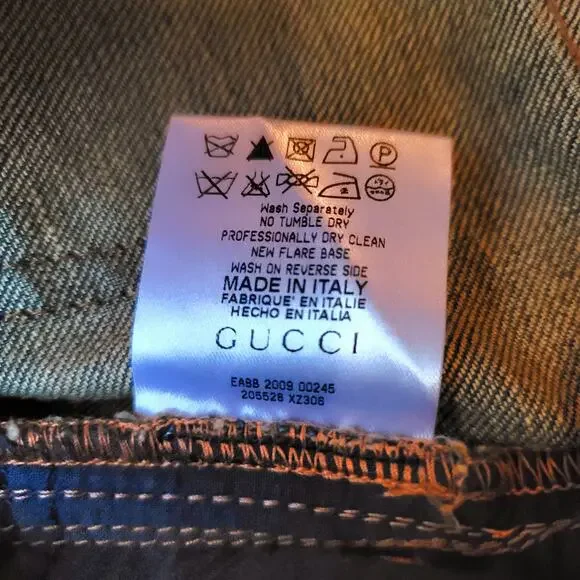 P
Wash Separately
NO TUMBLE DRY
PROFESSIONALLY DRY CLEAN
NEW FLARE BASE
WASH ON REVERSE SIDE
MADE IN ITALY
FABRIQUE' EN ITALIE
HECHO EN ITALIA
GUCCI
EABB 2009 00245
205528 XZ308